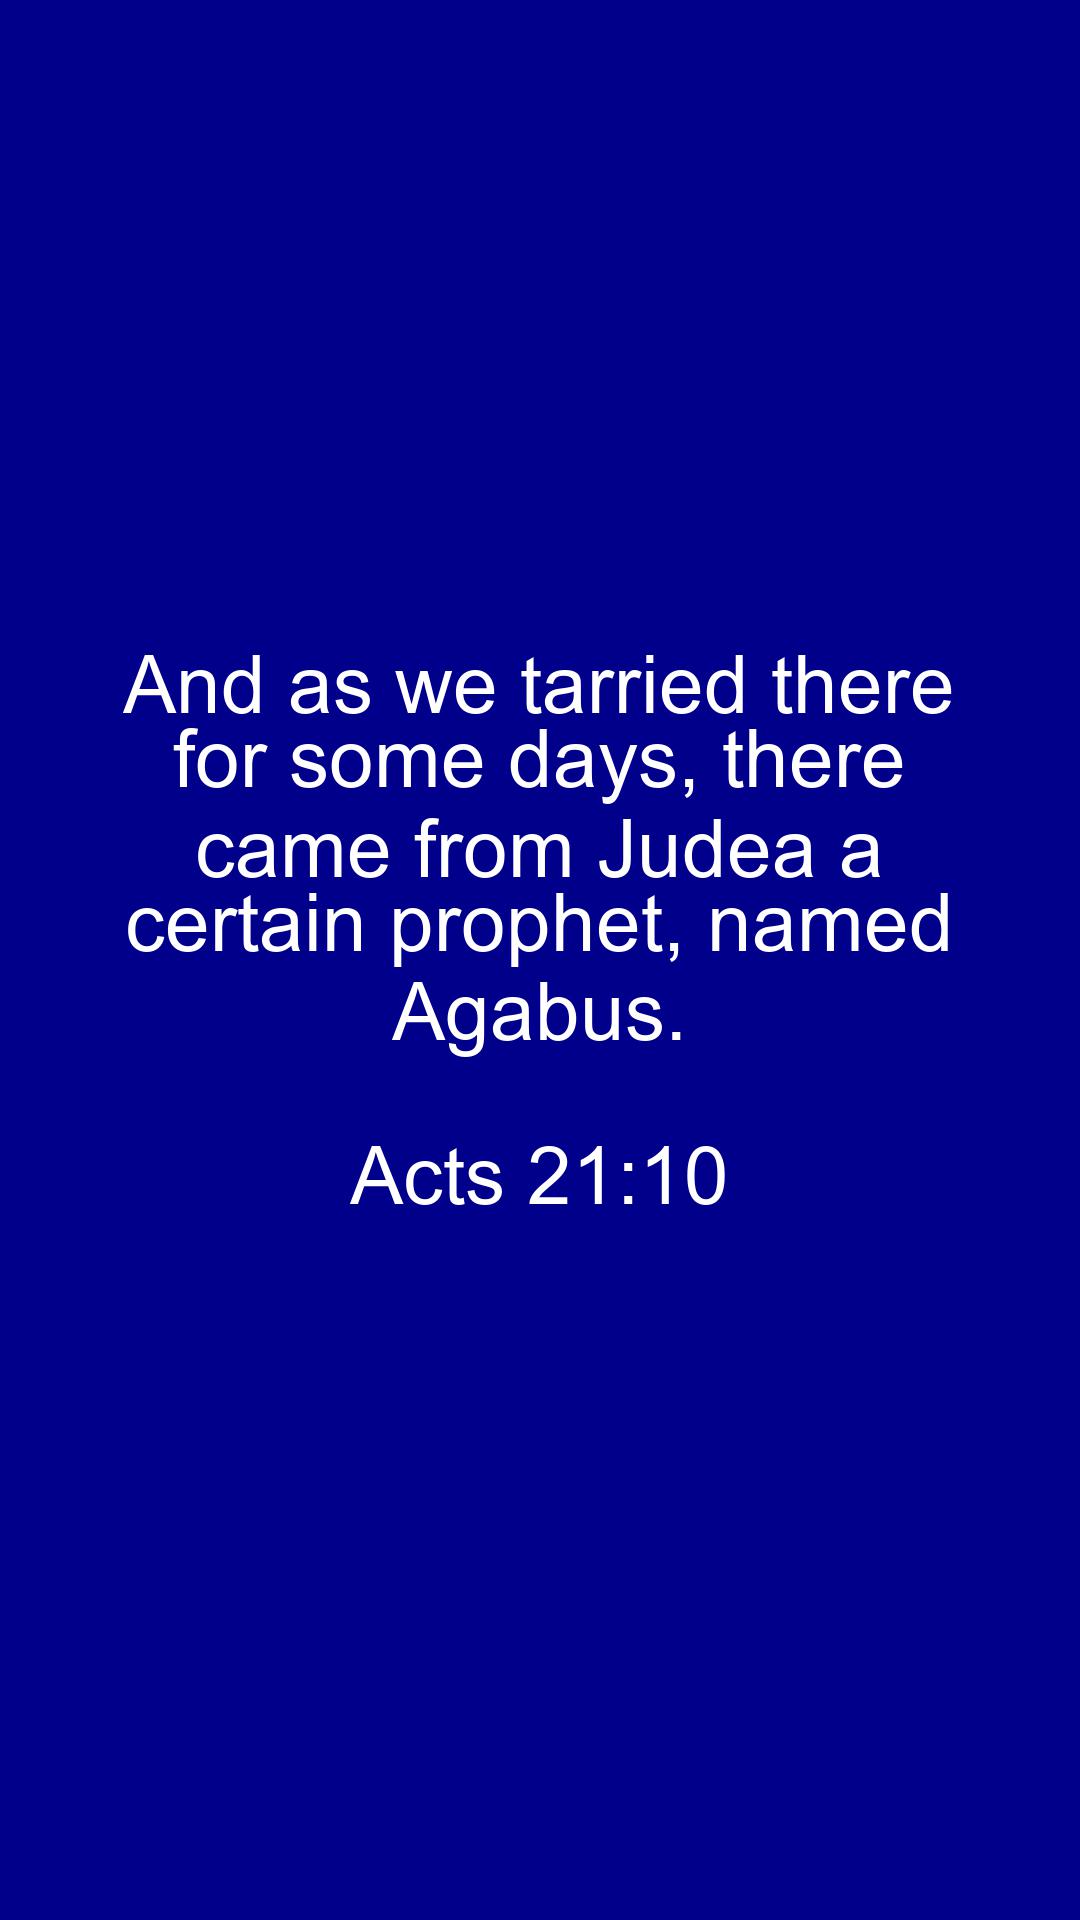 And as we tarried there
for some days, there
came from Judea a
certain prophet, named
Agabus.
Acts 21:10